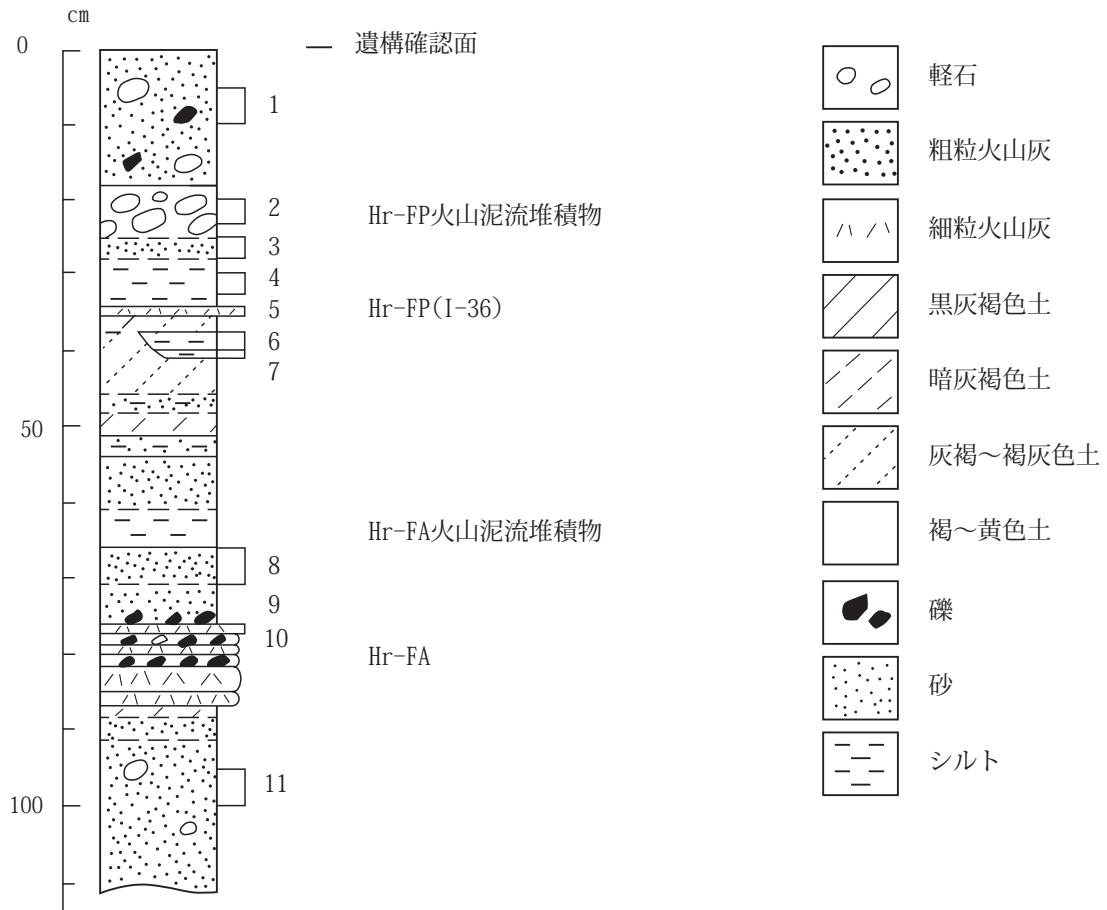 cm
0
50
100
遺構確認面
1
2
3
4
5
6
7
8
9
10
11
Hr-FP火山泥流堆積物
Hr-FP(I-36)
Hr-FA火山泥流堆積物
Hr-FA
軽石
粗粒火山灰
細粒火山灰
黒灰褐色土
暗灰褐色土
灰褐～褐灰色土
褐～黄色土
礫
砂
シルト